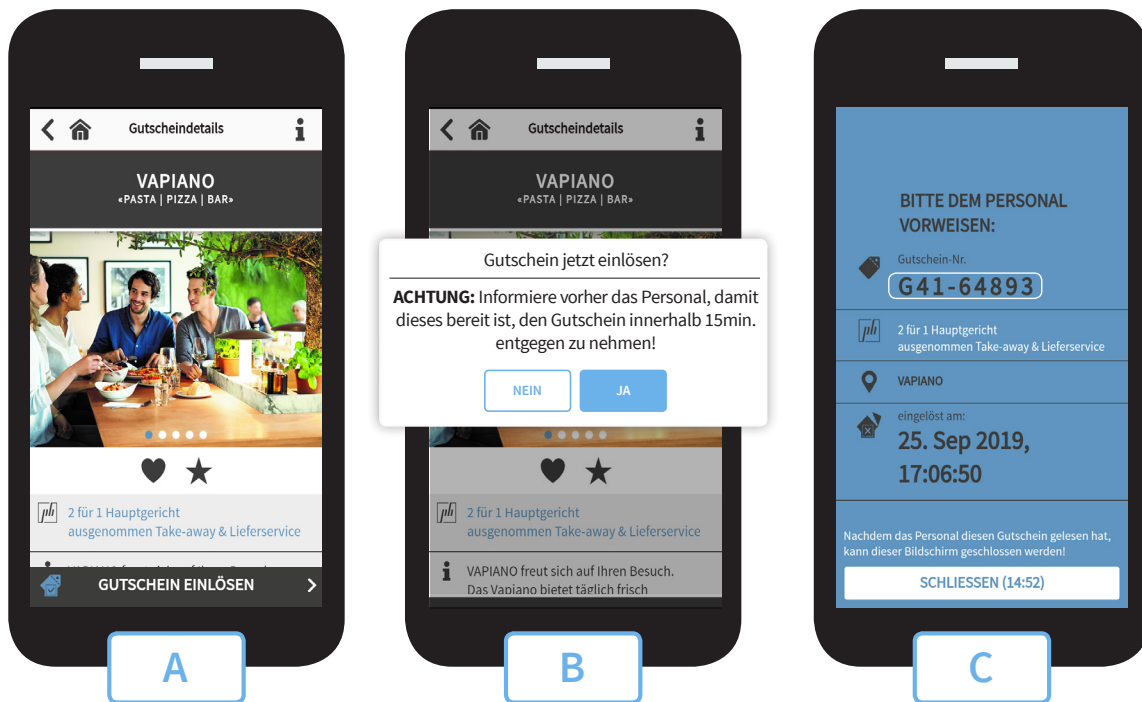 Gutscheindetails
VAPIANO
«PASTA | PIZZA | BAR»
ph 2 für 1 Hauptgericht
ausgenommen Take-away & Lieferservice
GUTSCHEIN EINLÖSEN
A
Gutscheindetails
VAPIANO
«PASTA | PIZZA | BAR»
Gutschein jetzt einlösen?
ACHTUNG: Informiere vorher das Personal, damit
dieses bereit ist, den Gutschein innerhalb 15min.
entgegen zu nehmen!
NEIN JA
ph 2 für 1 Hauptgericht
ausgenommen Take-away & Lieferservice
VAPIANO freut sich auf Ihren Besuch.
Das Vapiano bietet täglich frisch
B
BITTE DEM PERSONAL
VORWEISEN:
Gutschein-Nr.
G41-64893
ph 2 für 1 Hauptgericht
ausgenommen Take-away & Lieferservice
VAPIANO
eingelöst am:
25. Sep 2019,
17:06:50
Nachdem das Personal diesen Gutschein gelesen hat,
kann dieser Bildschirm geschlossen werden!
SCHLIESSEN (14:52)
C